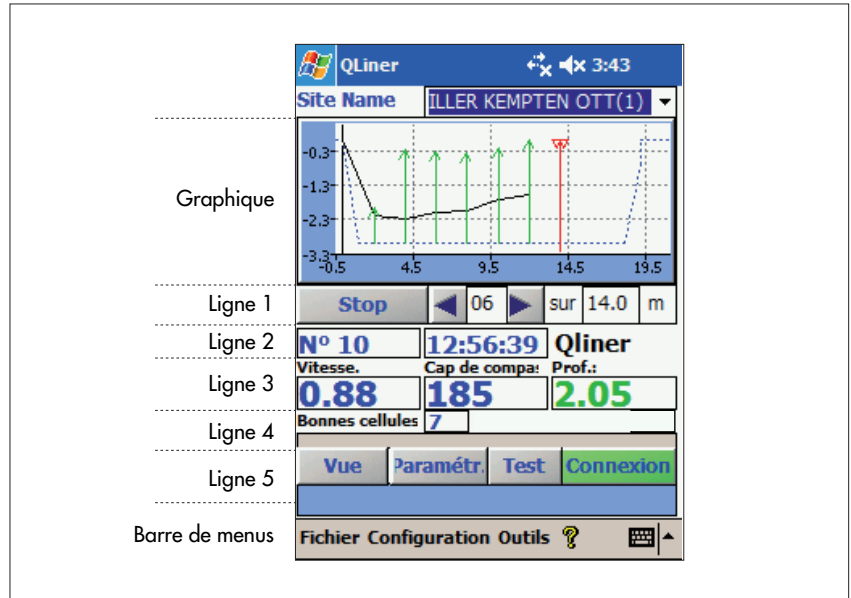 QLiner 3:43
Site Name ILLER KEMPTEN OTT(1)
Graphique
-0.3
-1.3
-2.3
-3.3
-0.5 4.5 9.5 14.5 19.5
Ligne 1
Stop 06 sur 14.0 m
Ligne 2
Nº 10 12:56:39 Qliner
Ligne 3
Vitesse. Cap de compa: Prof.:
0.88 185 2.05
Ligne 4
Bonnes cellules 7
Ligne 5
Vue Paramétr. Test Connexion
Barre de menus
Fichier Configuration Outils ?